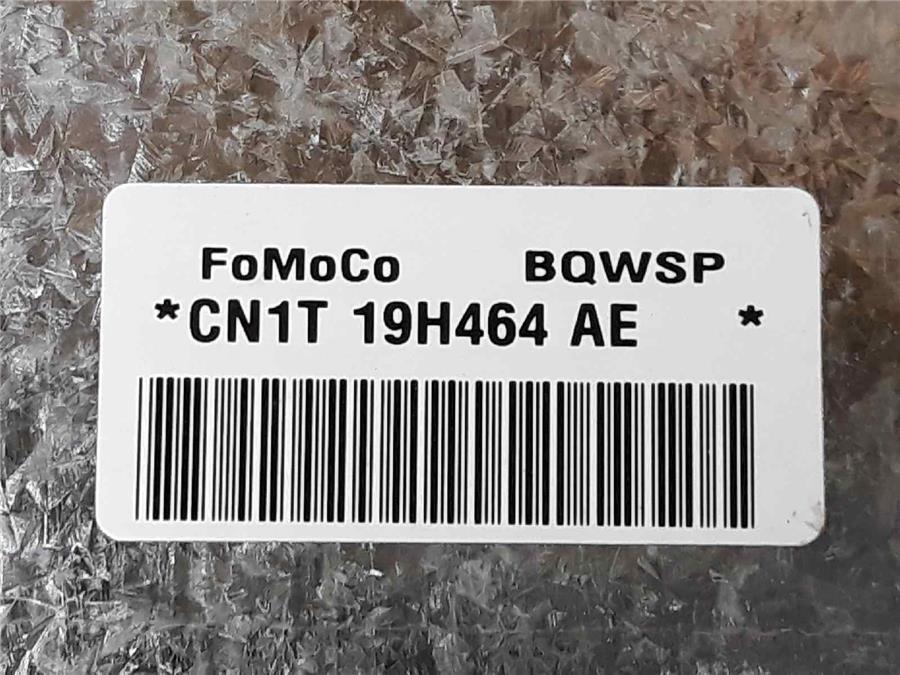 FoMoCo BQWSP
*CN1T 19H464 AE *